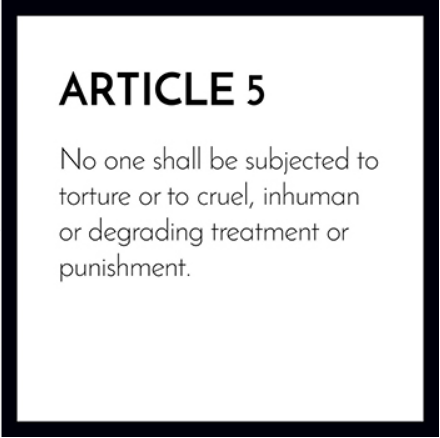 ARTICLE 5
No one shall be subjected to
torture or to cruel, inhuman
or degrading treatment or
punishment.